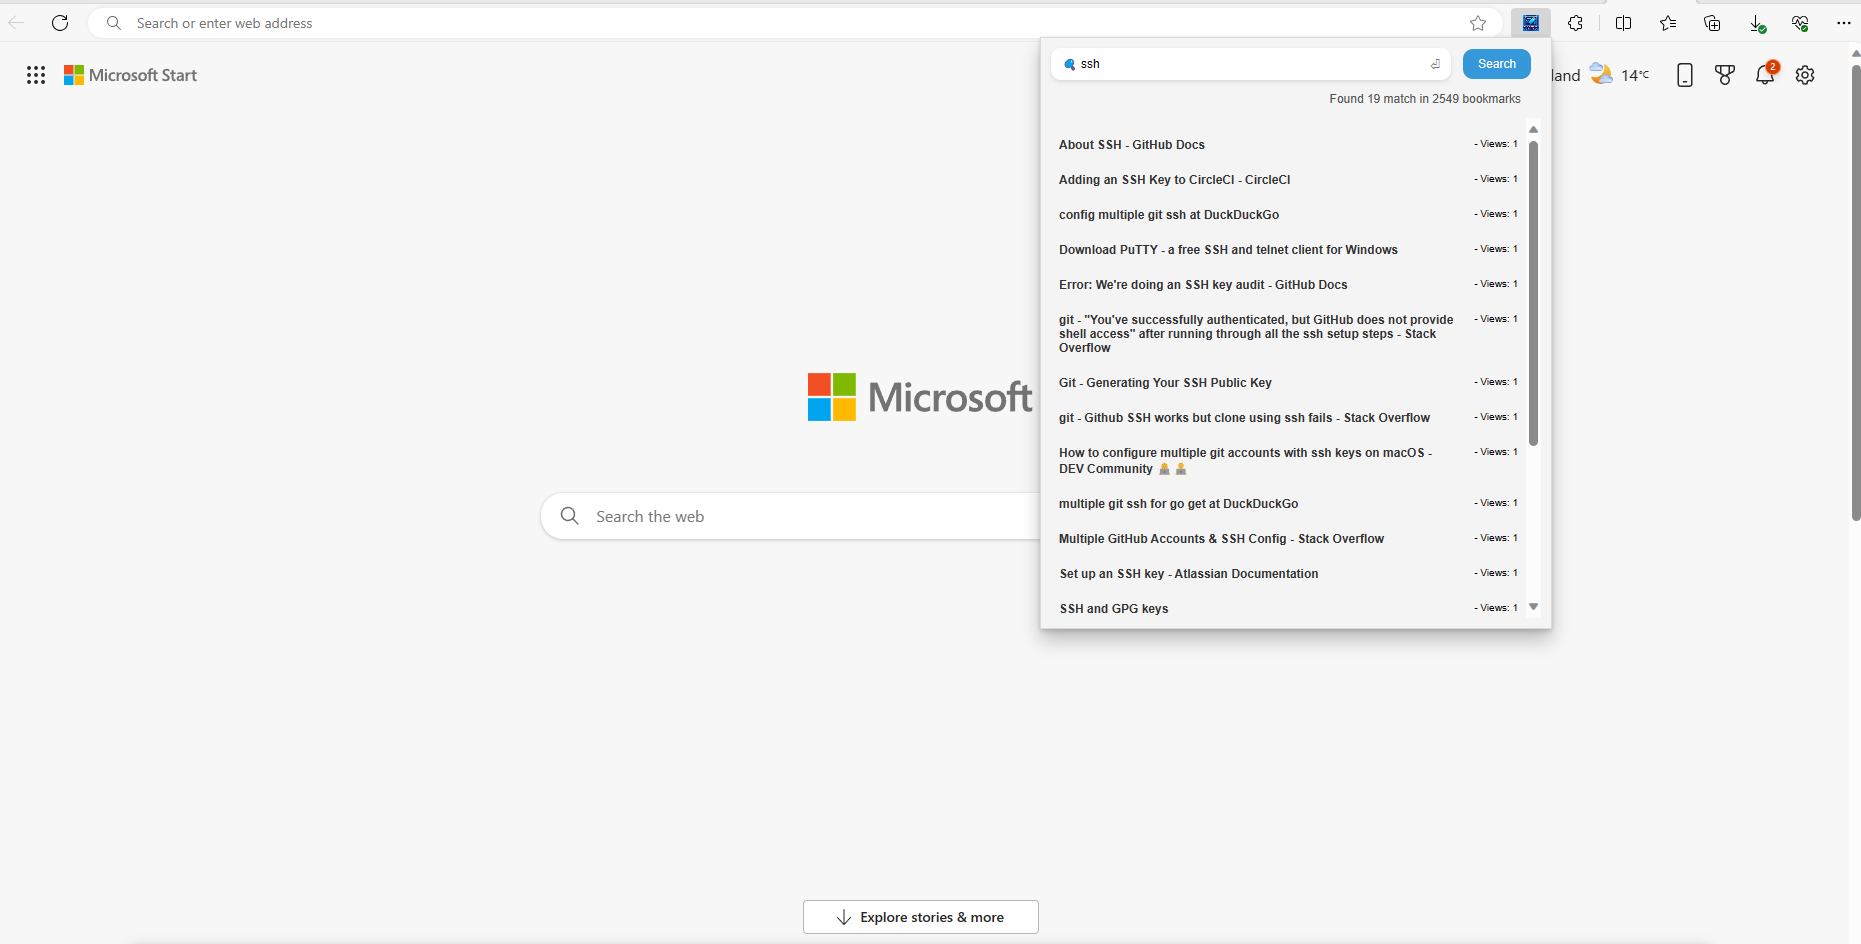 Search or enter web address
Microsoft Start
ssh
Search
land
14°C
2
Found 19 match in 2549 bookmarks
About SSH - GitHub Docs - Views: 1
Adding an SSH Key to CircleCI - CircleCI - Views: 1
config multiple git ssh at DuckDuckGo - Views: 1
Download PuTTY - a free SSH and telnet client for Windows - Views: 1
Error: We're doing an SSH key audit - GitHub Docs - Views: 1
git - "You've successfully authenticated, but GitHub does not provide - Views: 1
shell access" after running through all the ssh setup steps - Stack
Overflow
Git - Generating Your SSH Public Key - Views: 1
git - Github SSH works but clone using ssh fails - Stack Overflow - Views: 1
How to configure multiple git accounts with ssh keys on macOS - - Views: 1
DEV Community
multiple git ssh for go get at DuckDuckGo - Views: 1
Multiple GitHub Accounts & SSH Config - Stack Overflow - Views: 1
Set up an SSH key - Atlassian Documentation - Views: 1
SSH and GPG keys - Views: 1
Microsoft
Search the web
Explore stories & more